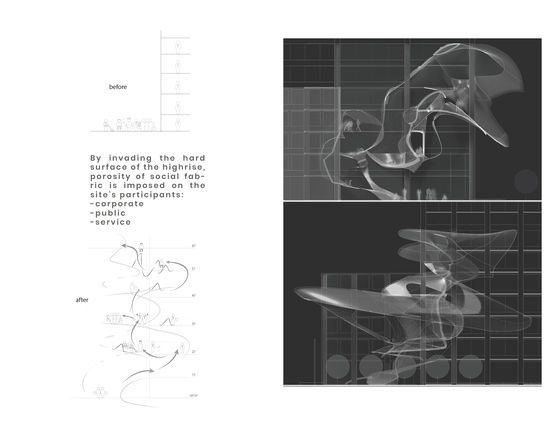 before
By invading the hard
surface of the highrise,
porosity of social fab-
ric is imposed on the
site's participants:
-corporate
-public
-service
after